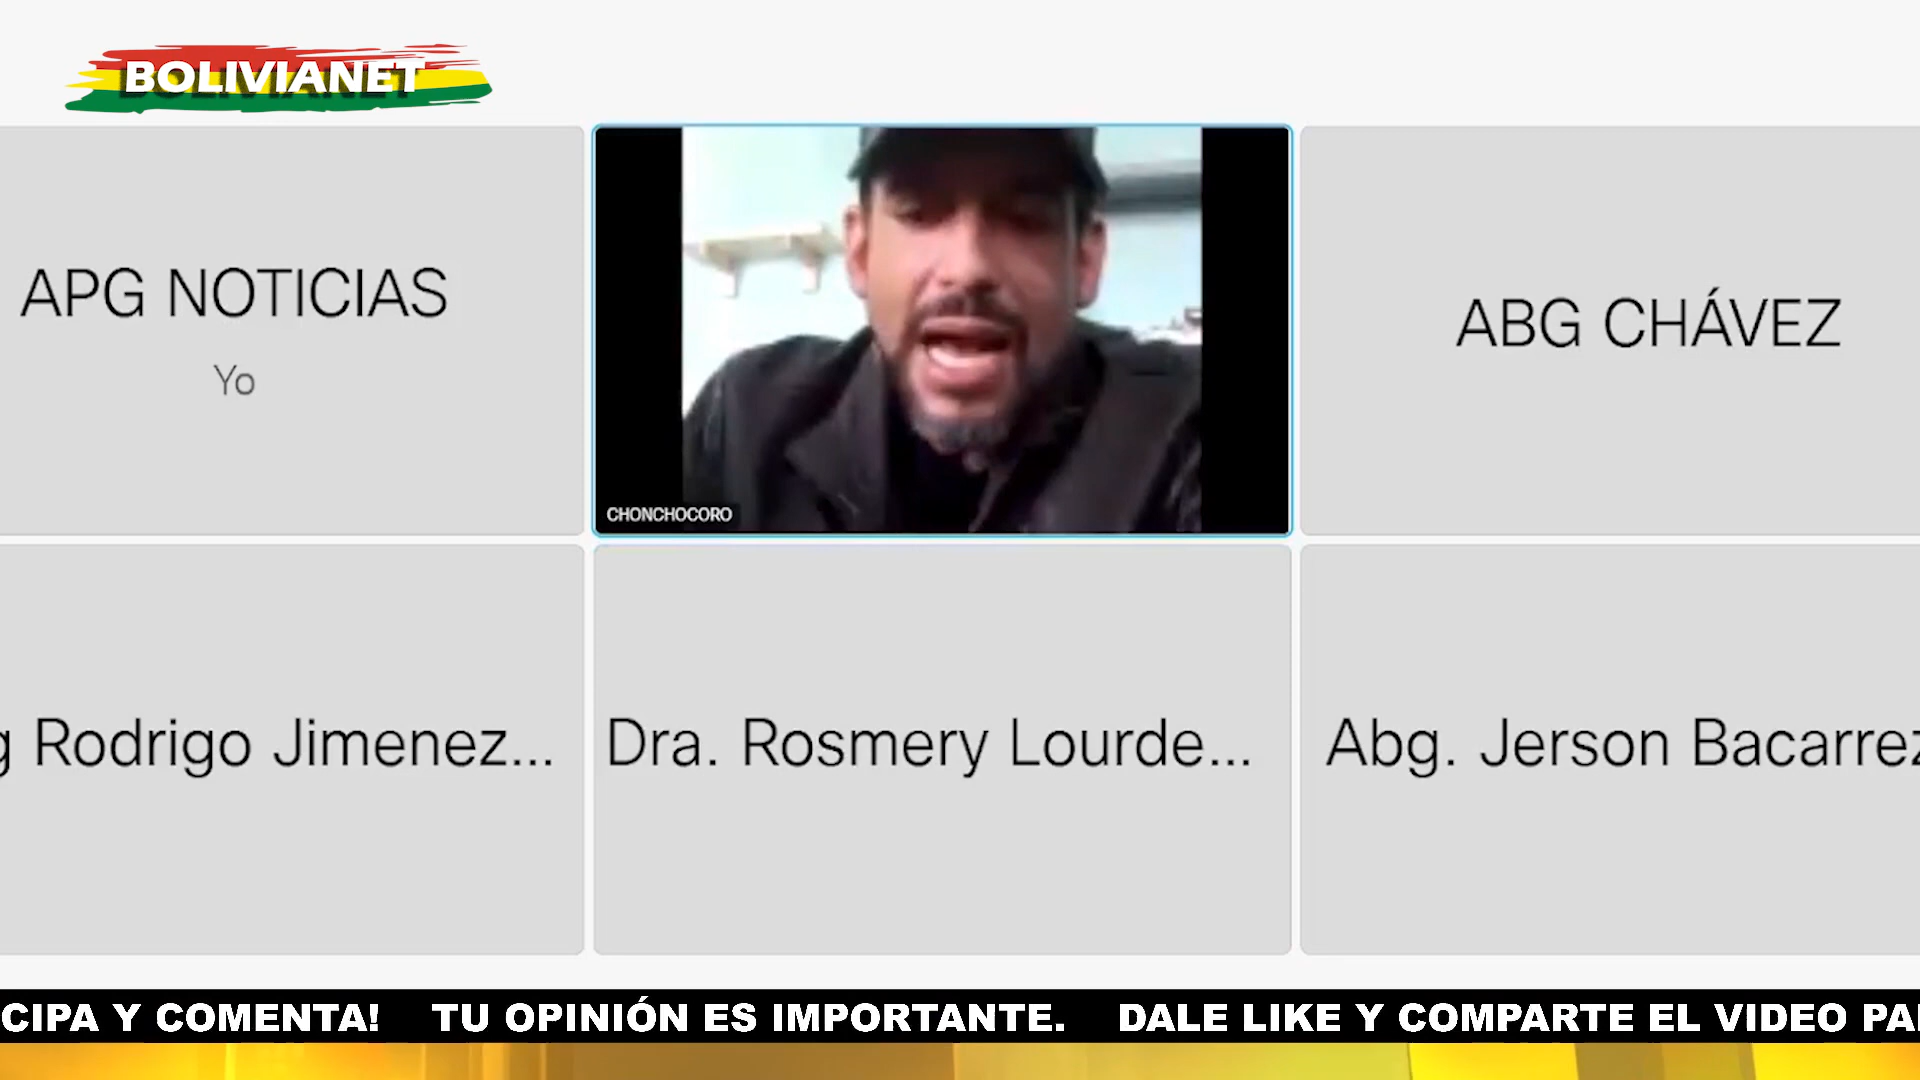 BOLIVIANET
APG NOTICIAS
Yo
CHONCHOCORO
ABG CHÁVEZ
g Rodrigo Jimenez...
Dra. Rosmery Lourde...
Abg. Jerson Bacarrez
CIPA Y COMENTA! TU OPINIÓN ES IMPORTANTE. DALE LIKE Y COMPARTE EL VIDEO PA